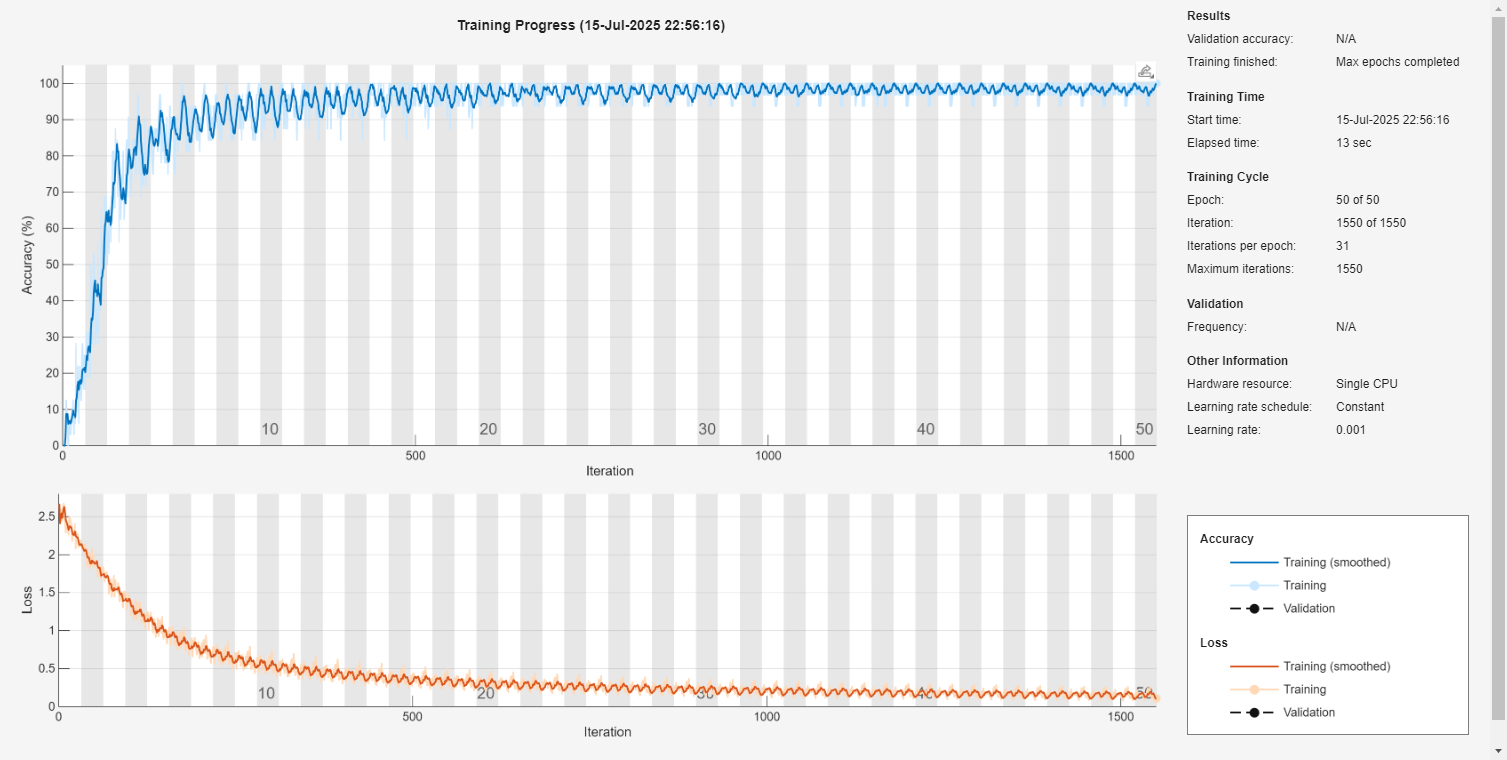 Training Progress (15-Jul-2025 22:56:16)
100
90
80
70
60
50
40
30
20
10
0
Accuracy (%)
10
20
30
40
50
0
500
1000
1500
Iteration
2.5
2
1.5
1
0.5
0
Loss
10
20
30
40
50
0
500
1000
1500
Iteration
Results
Validation accuracy: N/A
Training finished: Max epochs completed
Training Time
Start time: 15-Jul-2025 22:56:16
Elapsed time: 13 sec
Training Cycle
Epoch: 50 of 50
Iteration: 1550 of 1550
Iterations per epoch: 31
Maximum iterations: 1550
Validation
Frequency: N/A
Other Information
Hardware resource: Single CPU
Learning rate schedule: Constant
Learning rate: 0.001
Accuracy
Training (smoothed)
Training
Validation
Loss
Training (smoothed)
Training
Validation